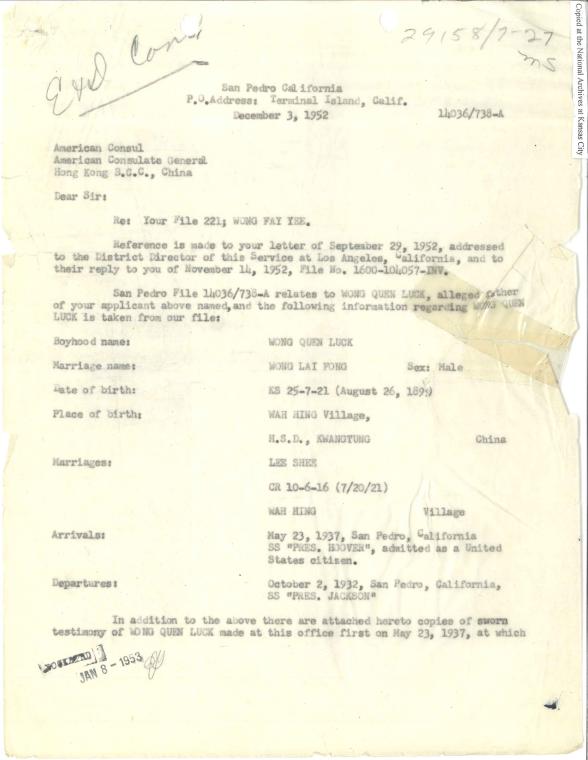 Copied at the National Archives at Kansas City
29158/7-27
MS
Exd Cons
San Pedro California
P.O.Address: Terminal Island, Calif.
December 3, 1952 14036/738-A
American Consul
American Consulate General
Hong Kong B.C.C., China
Dear Sir:
Re: Your File 221; WONG FAY YEE.
Reference is made to your letter of September 29, 1952, addressed
to the District Director of this Service at Los Angeles, California, and to
their reply to you of November 14, 1952, File No. 1600-104057-INV.
San Pedro File 14036/738-A relates to WONG QUEN LUCK, alleged father
of your applicant above named,and the following information regarding WONG QUEN
LUCK is taken from our file:
Boyhood name: WONG QUEN LUCK
Marriage name: WONG LAI FONG Sex: Male
Date of birth: KS 25-7-21 (August 26, 1899)
Place of birth: WAH HING Village,
H.S.D., KWANGTUNG China
Marriages: LEE SHEE
CR 10-6-16 (7/20/21)
WAH HING Village
Arrivals: May 23, 1937, San Pedro, California
SS "PRES. HOOVER", admitted as a United
States citizen.
Departures: October 2, 1932, San Pedro, California,
SS "PRES. JACKSON"
In addition to the above there are attached hereto copies of sworn
testimony of WONG QUEN LUCK made at this office first on May 23, 1937, at which
JAN 8 - 1953